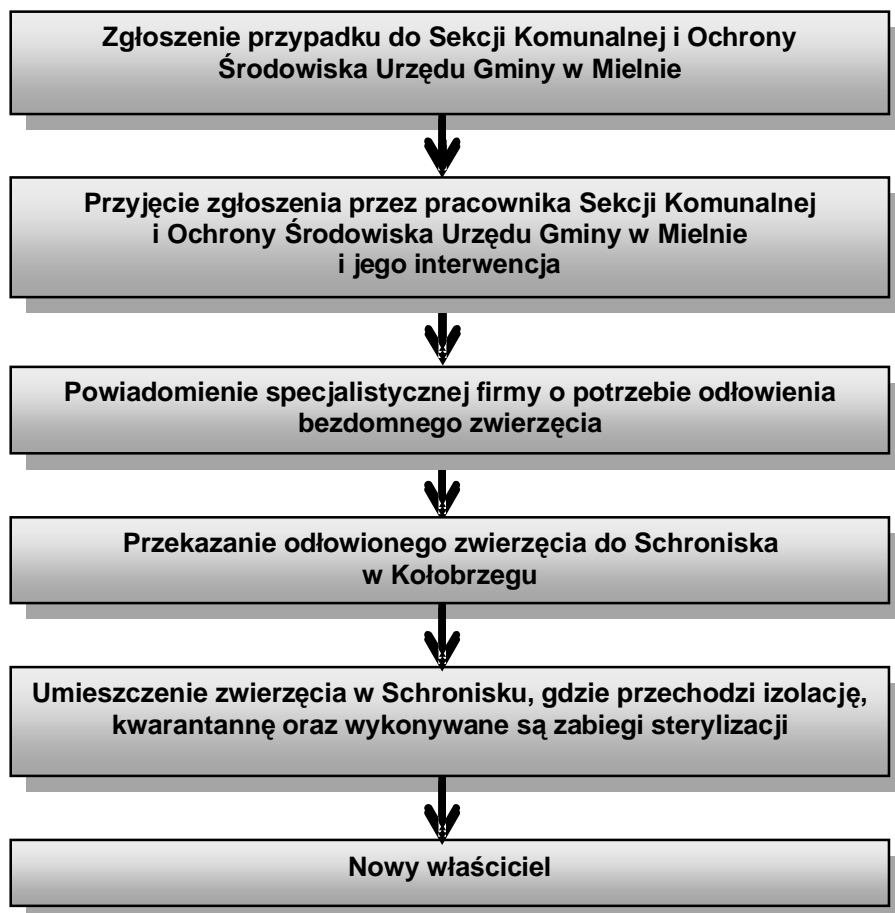 Zgłoszenie przypadku do Sekcji Komunalnej i Ochrony
Środowiska Urzędu Gminy w Mielnie
Przyjęcie zgłoszenia przez pracownika Sekcji Komunalnej
i Ochrony Środowiska Urzędu Gminy w Mielnie
i jego interwencja
Powiadomienie specjalistycznej firmy o potrzebie odłowienia
bezdomnego zwierzęcia
Przekazanie odłowionego zwierzęcia do Schroniska
w Kołobrzegu
Umieszczenie zwierzęcia w Schronisku, gdzie przechodzi izolację,
kwarantannę oraz wykonywane są zabiegi sterylizacji
Nowy właściciel